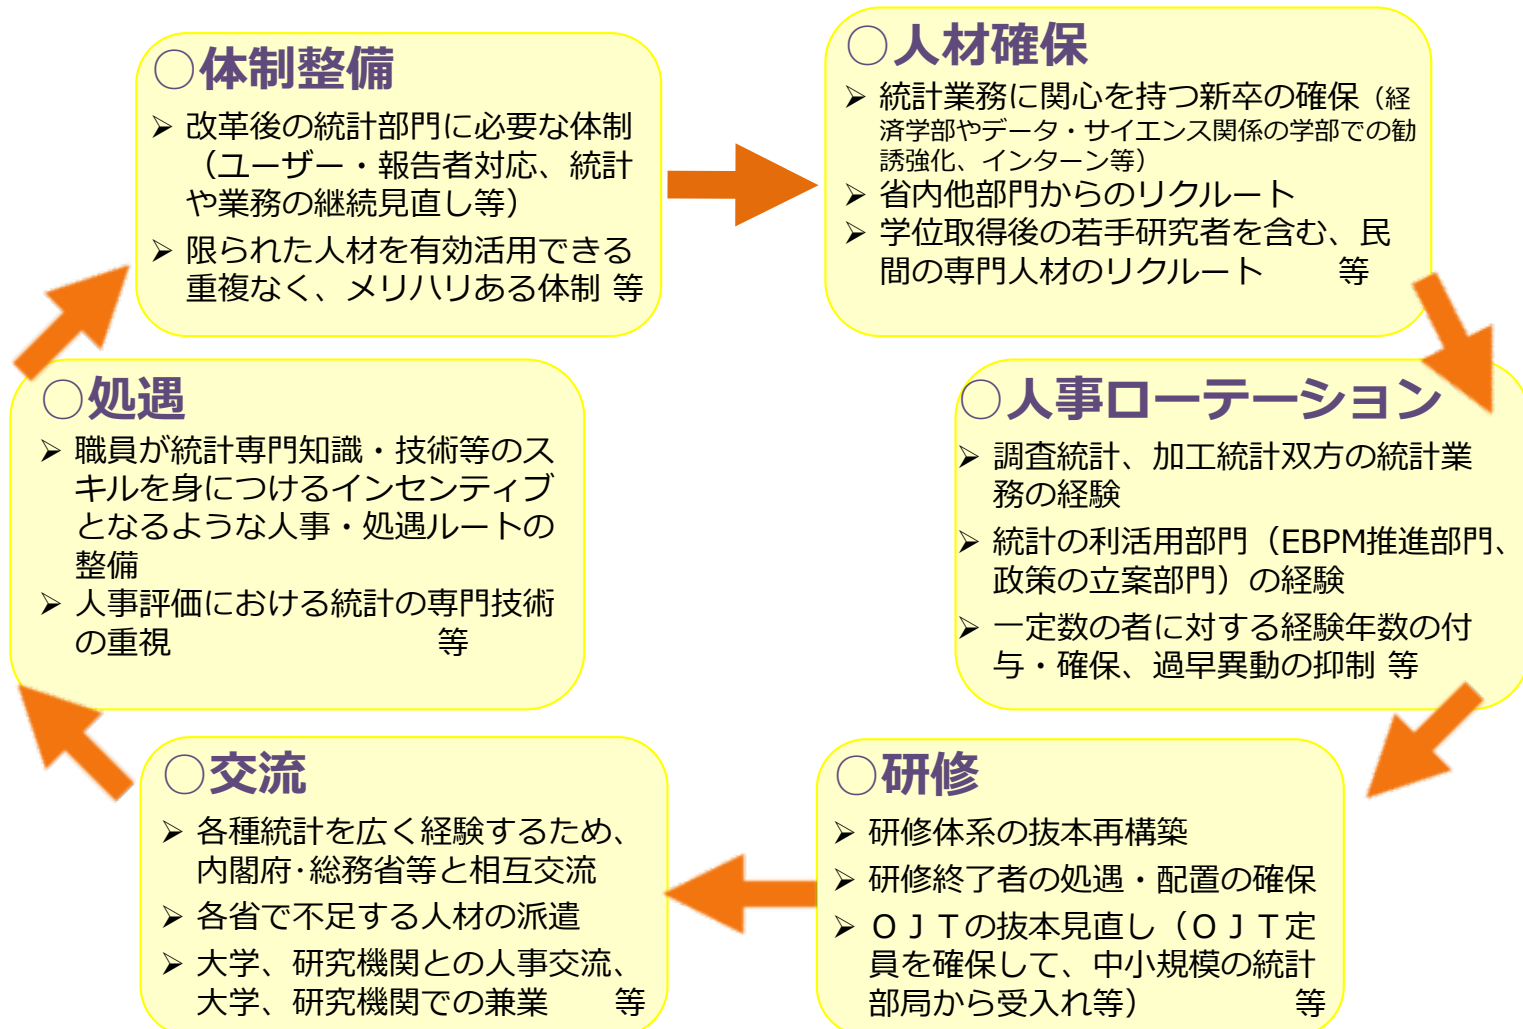 ○体制整備
➢ 改革後の統計部門に必要な体制
（ユーザー・報告者対応、統計
や業務の継続見直し等）
➢ 限られた人材を有効活用できる
重複なく、メリハリある体制 等
○人材確保
➢ 統計業務に関心を持つ新卒の確保（経
済学部やデータ・サイエンス関係の学部での勧
誘強化、インターン等）
➢ 省内他部門からのリクルート
➢ 学位取得後の若手研究者を含む、民
間の専門人材のリクルート 等
○人事ローテーション
➢ 調査統計、加工統計双方の統計業
務の経験
➢ 統計の利活用部門（EBPM推進部門、
政策の立案部門）の経験
➢ 一定数の者に対する経験年数の付
与・確保、過早異動の抑制 等
○研修
➢ 研修体系の抜本再構築
➢ 研修終了者の処遇・配置の確保
➢ ＯＪＴの抜本見直し（ＯＪＴ定
員を確保して、中小規模の統計
部局から受入れ等） 等
○交流
➢ 各種統計を広く経験するため、
内閣府･総務省等と相互交流
➢ 各省で不足する人材の派遣
➢ 大学、研究機関との人事交流、
大学、研究機関での兼業 等
○処遇
➢ 職員が統計専門知識・技術等のス
キルを身につけるインセンティブ
となるような人事・処遇ルートの
整備
➢ 人事評価における統計の専門技術
の重視 等